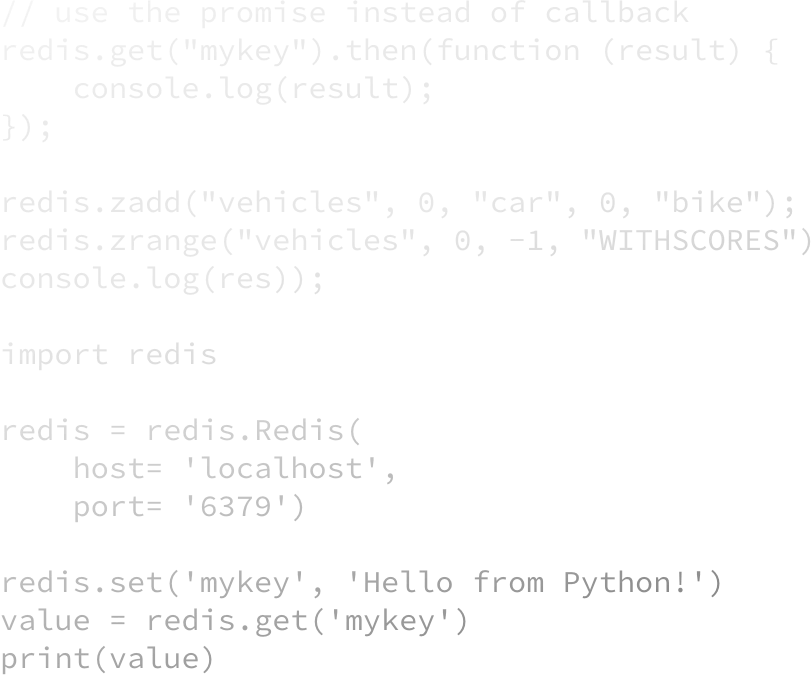 // use the promise instead of callback
redis.get("mykey").then(function (result) {
    console.log(result);
});

redis.zadd("vehicles", 0, "car", 0, "bike");
redis.zrange("vehicles", 0, -1, "WITHSCORES")
console.log(res));

import redis

redis = redis.Redis(
    host= 'localhost',
    port= '6379')

redis.set('mykey', 'Hello from Python!')
value = redis.get('mykey')
print(value)